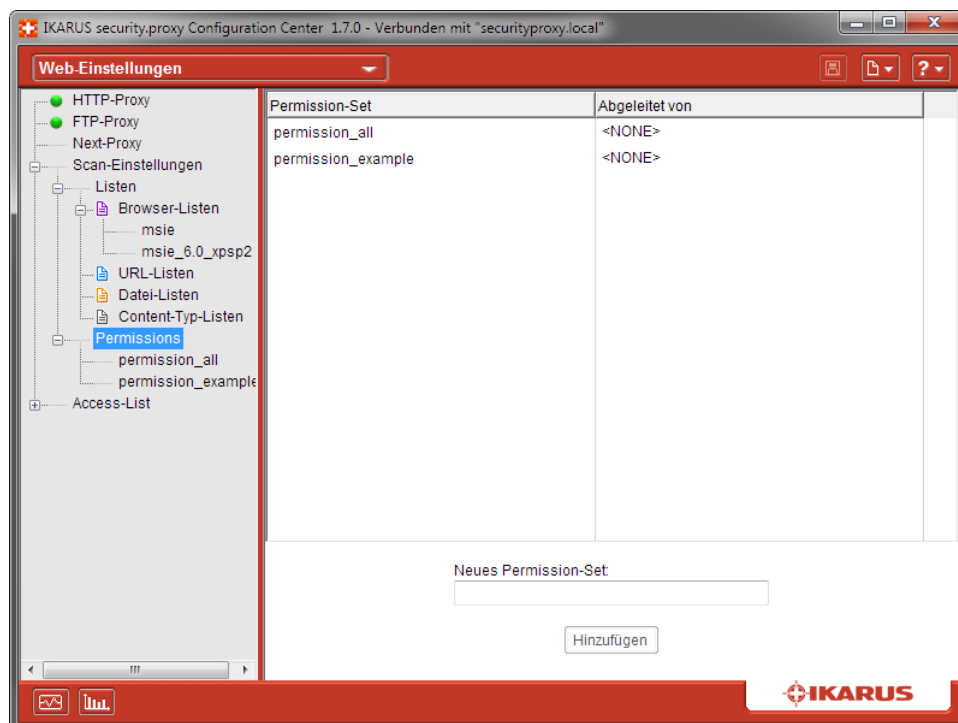 IKARUS security.proxy Configuration Center 1.7.0 - Verbunden mit "securityproxy.local"
Web-Einstellungen
?
HTTP-Proxy
FTP-Proxy
Next-Proxy
Scan-Einstellungen
Listen
Browser-Listen
msie
msie_6.0_xpsp2
URL-Listen
Datei-Listen
Content-Typ-Listen
Permissions
permission_all
permission_example
Access-List
Permission-Set Abgeleitet von
permission_all <NONE>
permission_example <NONE>
Neues Permission-Set:
Hinzufügen
IKARUS